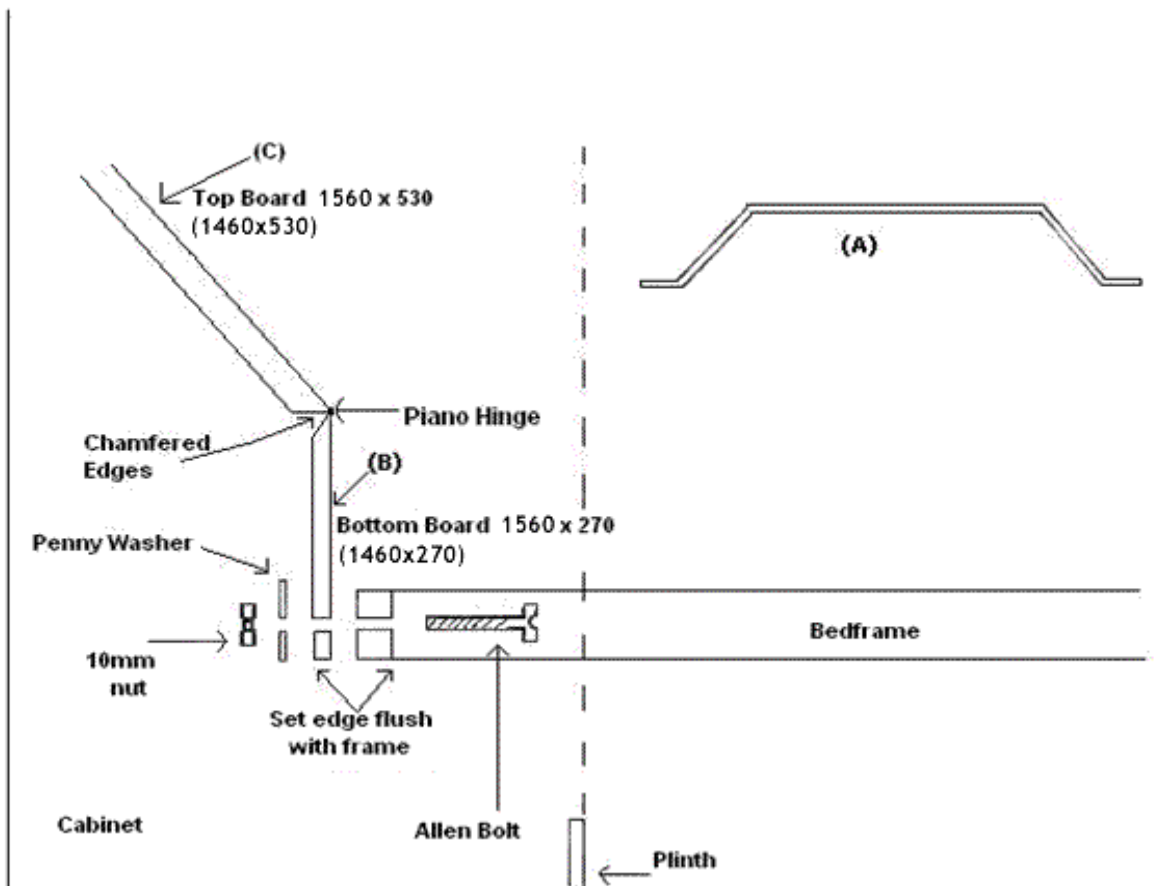 (C)
Top Board 1560 x 530
(1460x530)
(A)
Piano Hinge
Chamfered
Edges
(B)
Bottom Board 1560 x 270
(1460x270)
Penny Washer
Bedframe
10mm
nut
Set edge flush
with frame
Cabinet
Allen Bolt
Plinth